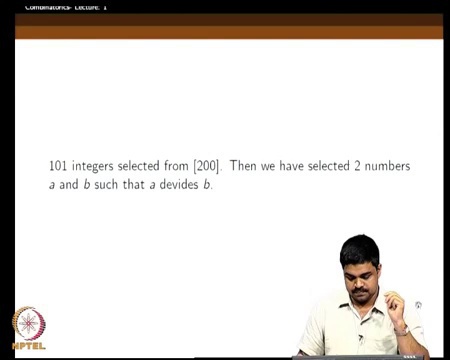 Combinatorics- Lecture: 1
101 integers selected from [200]. Then we have selected 2 numbers
a and b such that a devides b.
NPTEL